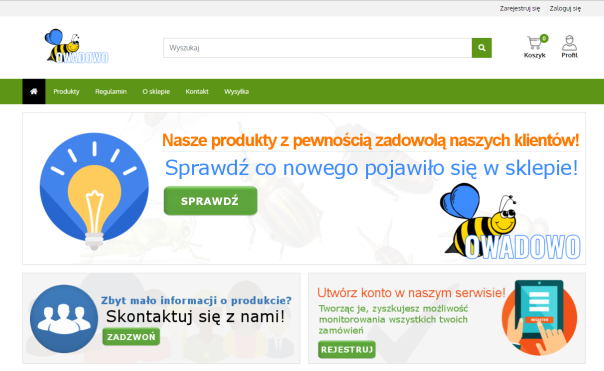 Zarejestruj się Zaloguj się
OWADOWO
Wyszukaj
0
Koszyk Profil
Produkty Regulamin O sklepie Kontakt Wysyłka
Nasze produkty z pewnością zadowolą naszych klientów!
Sprawdź co nowego pojawiło się w sklepie!
SPRAWDŹ
OWADOWO
Zbyt mało informacji o produkcie?
Skontaktuj się z nami!
ZADZWOŃ
Utwórz konto w naszym serwisie!
Tworząc je, zyskujesz możliwość
monitorowania wszystkich twoich
zamówień
REJESTRUJ
REGISTER